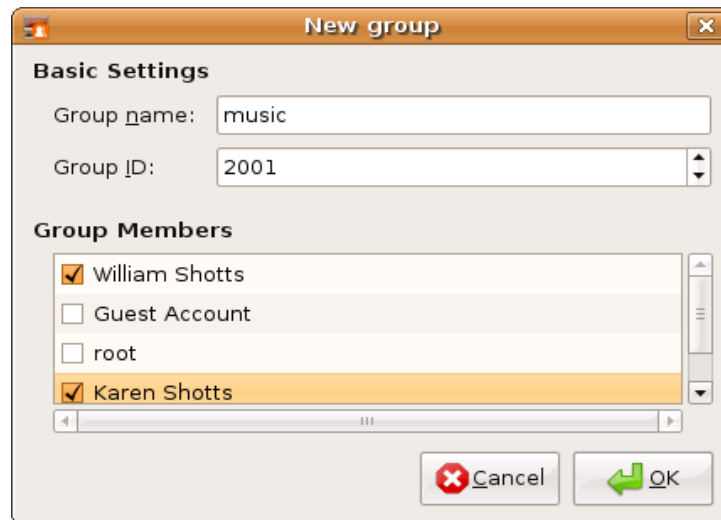 New group
Basic Settings
Group name: music
Group ID: 2001
Group Members
William Shotts
Guest Account
root
Karen Shotts
Cancel OK